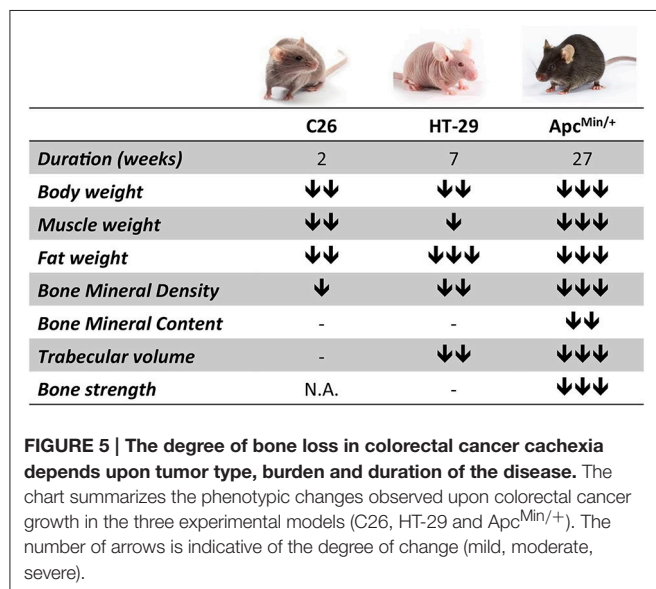 C26 HT-29 Apc^Min/+
Duration (weeks) 2 7 27
Body weight ↓↓ ↓↓ ↓↓↓
Muscle weight ↓↓ ↓ ↓↓↓
Fat weight ↓↓ ↓↓↓ ↓↓↓
Bone Mineral Density ↓ ↓↓ ↓↓↓
Bone Mineral Content - - ↓↓
Trabecular volume - ↓↓ ↓↓↓
Bone strength N.A. - ↓↓↓
FIGURE 5 | The degree of bone loss in colorectal cancer cachexia
depends upon tumor type, burden and duration of the disease. The
chart summarizes the phenotypic changes observed upon colorectal cancer
growth in the three experimental models (C26, HT-29 and Apc^Min/+). The
number of arrows is indicative of the degree of change (mild, moderate,
severe).